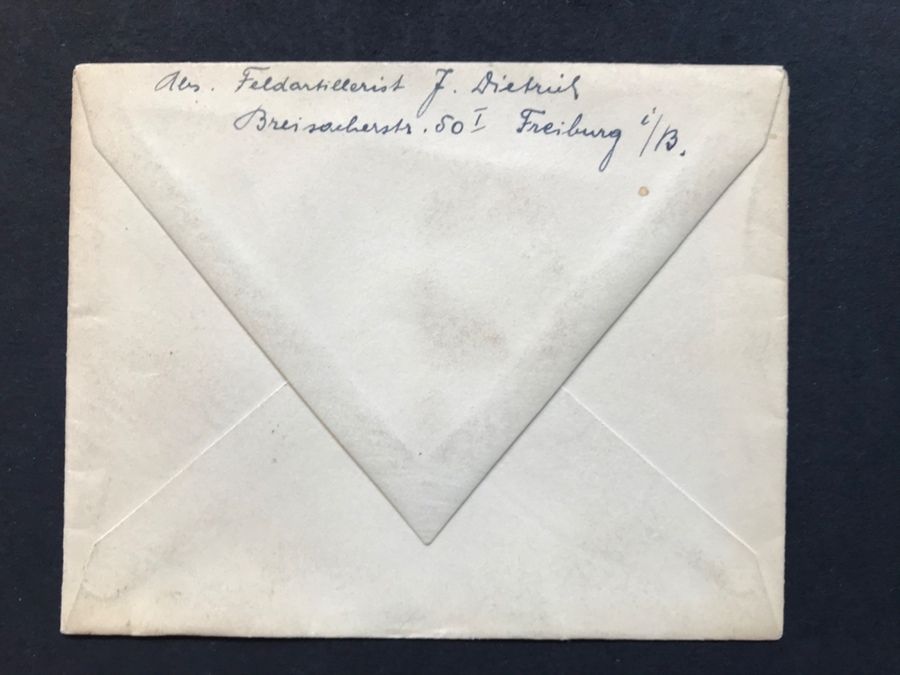 Abs. Feldartillerist J. Dietrich
Breisacherstr. 50 I Freiburg i/B.